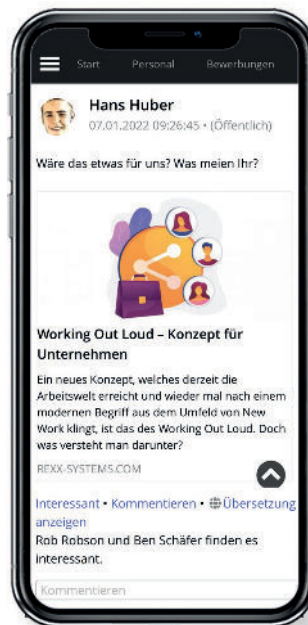 Start Personal Bewerbungen
Hans Huber
07.01.2022 09:26:45 • (Öffentlich)
Wäre das etwas für uns? Was meien Ihr?
Working Out Loud – Konzept für
Unternehmen
Ein neues Konzept, welches derzeit die
Arbeitswelt erreicht und wieder mal nach einem
modernen Begriff aus dem Umfeld von New
Work klingt, ist das des Working Out Loud. Doch
was versteht man darunter?
REXX-SYSTEMS.COM
Interessant • Kommentieren • Übersetzung
anzeigen
Rob Robson und Ben Schäfer finden es
interessant.
Kommentieren